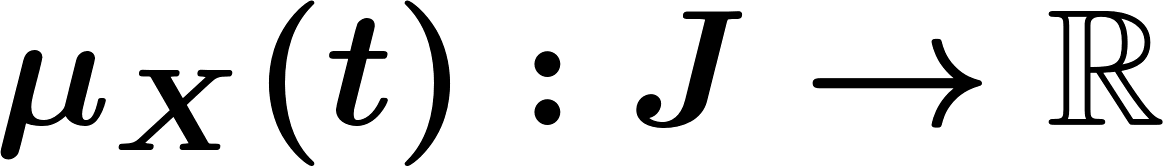 μ_X(t) : J → ℝ